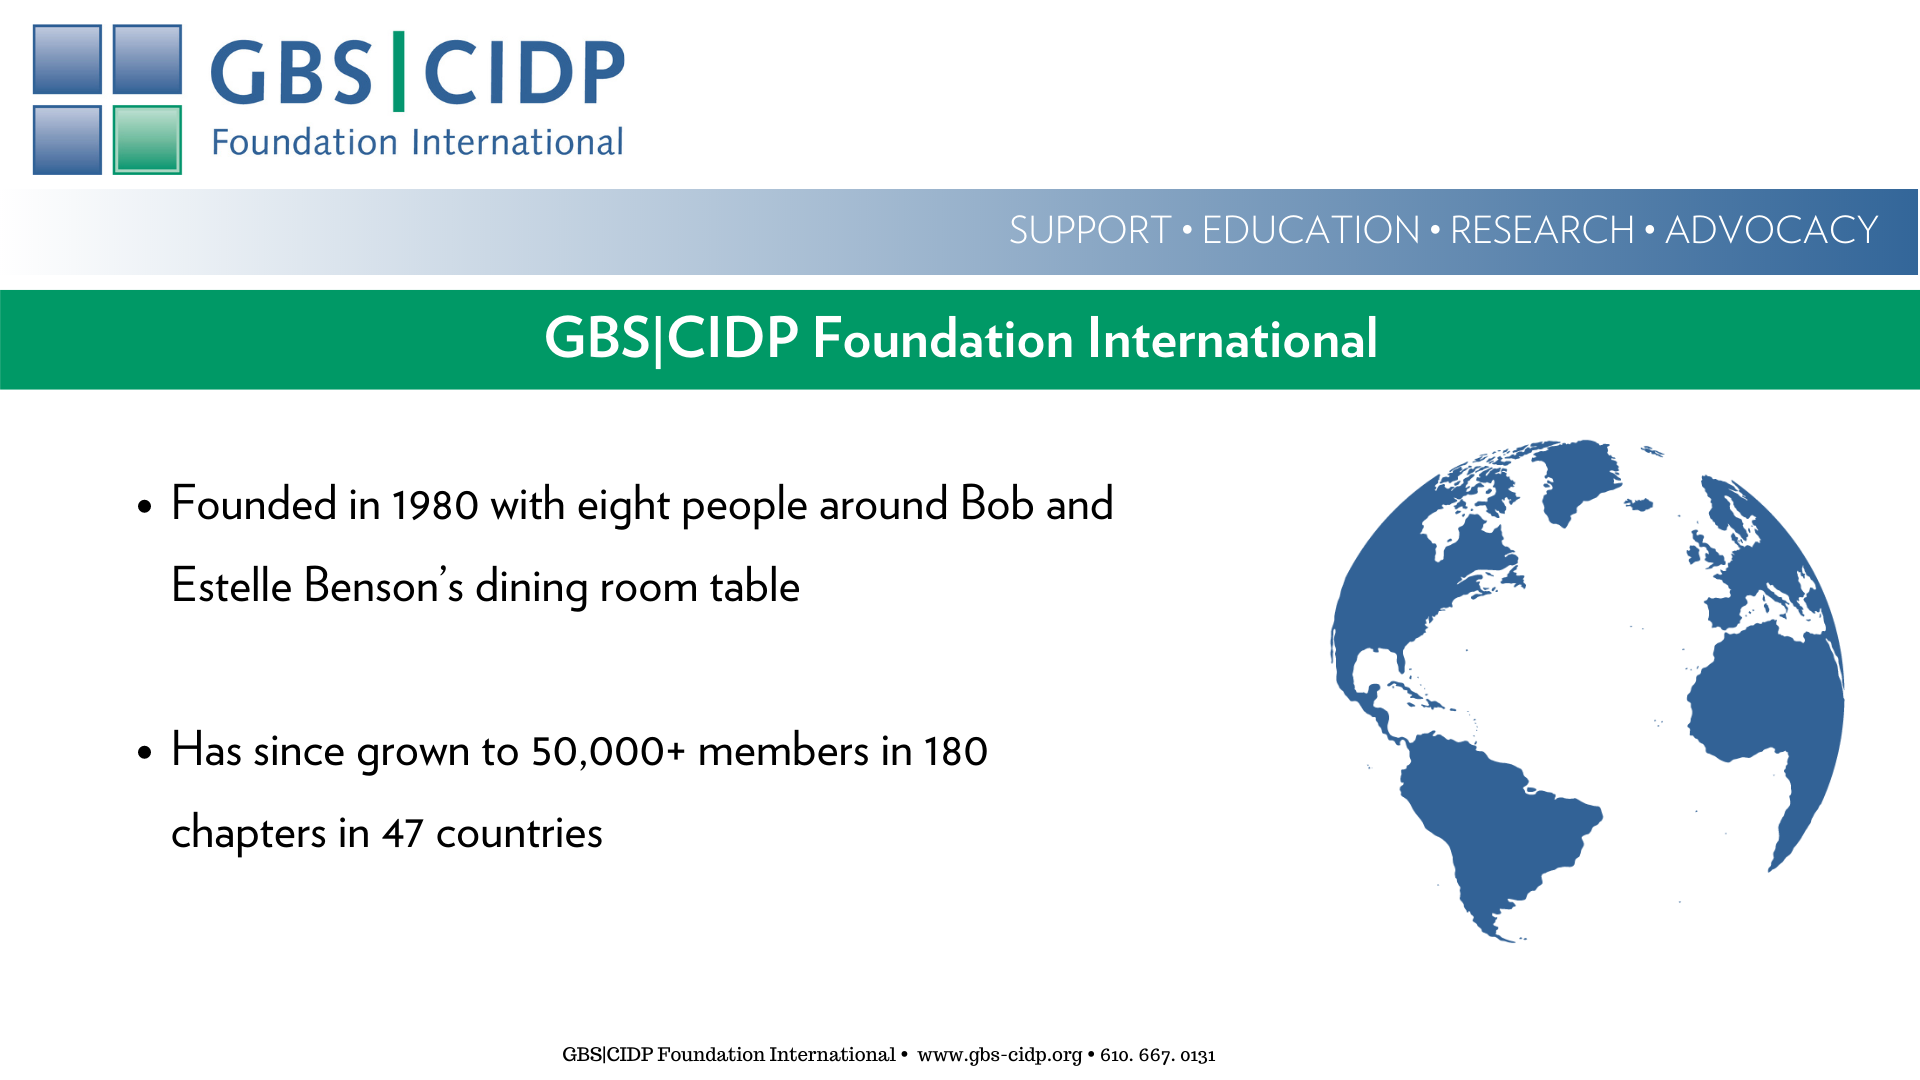 GBS|CIDP
Foundation International
SUPPORT • EDUCATION • RESEARCH • ADVOCACY
GBS|CIDP Foundation International
• Founded in 1980 with eight people around Bob and
Estelle Benson’s dining room table
• Has since grown to 50,000+ members in 180
chapters in 47 countries
GBS|CIDP Foundation International • www.gbs-cidp.org • 610. 667. 0131